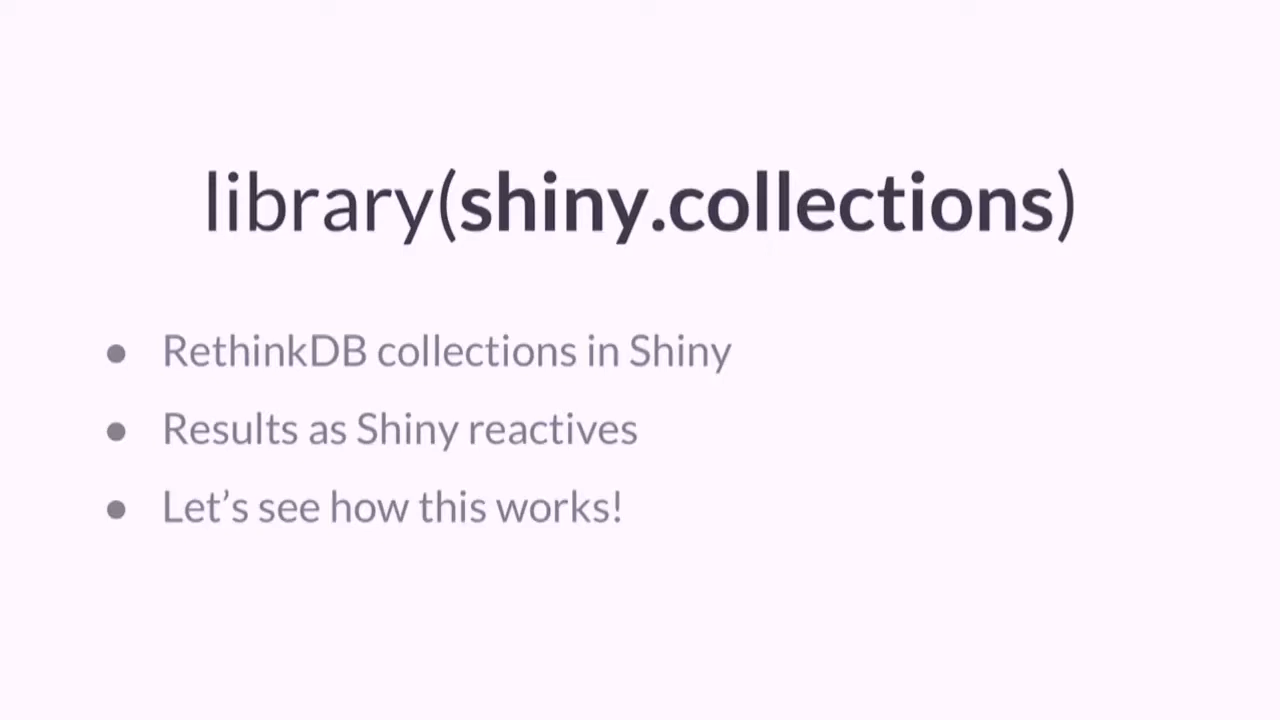 library(shiny.collections)
● RethinkDB collections in Shiny
● Results as Shiny reactives
● Let’s see how this works!